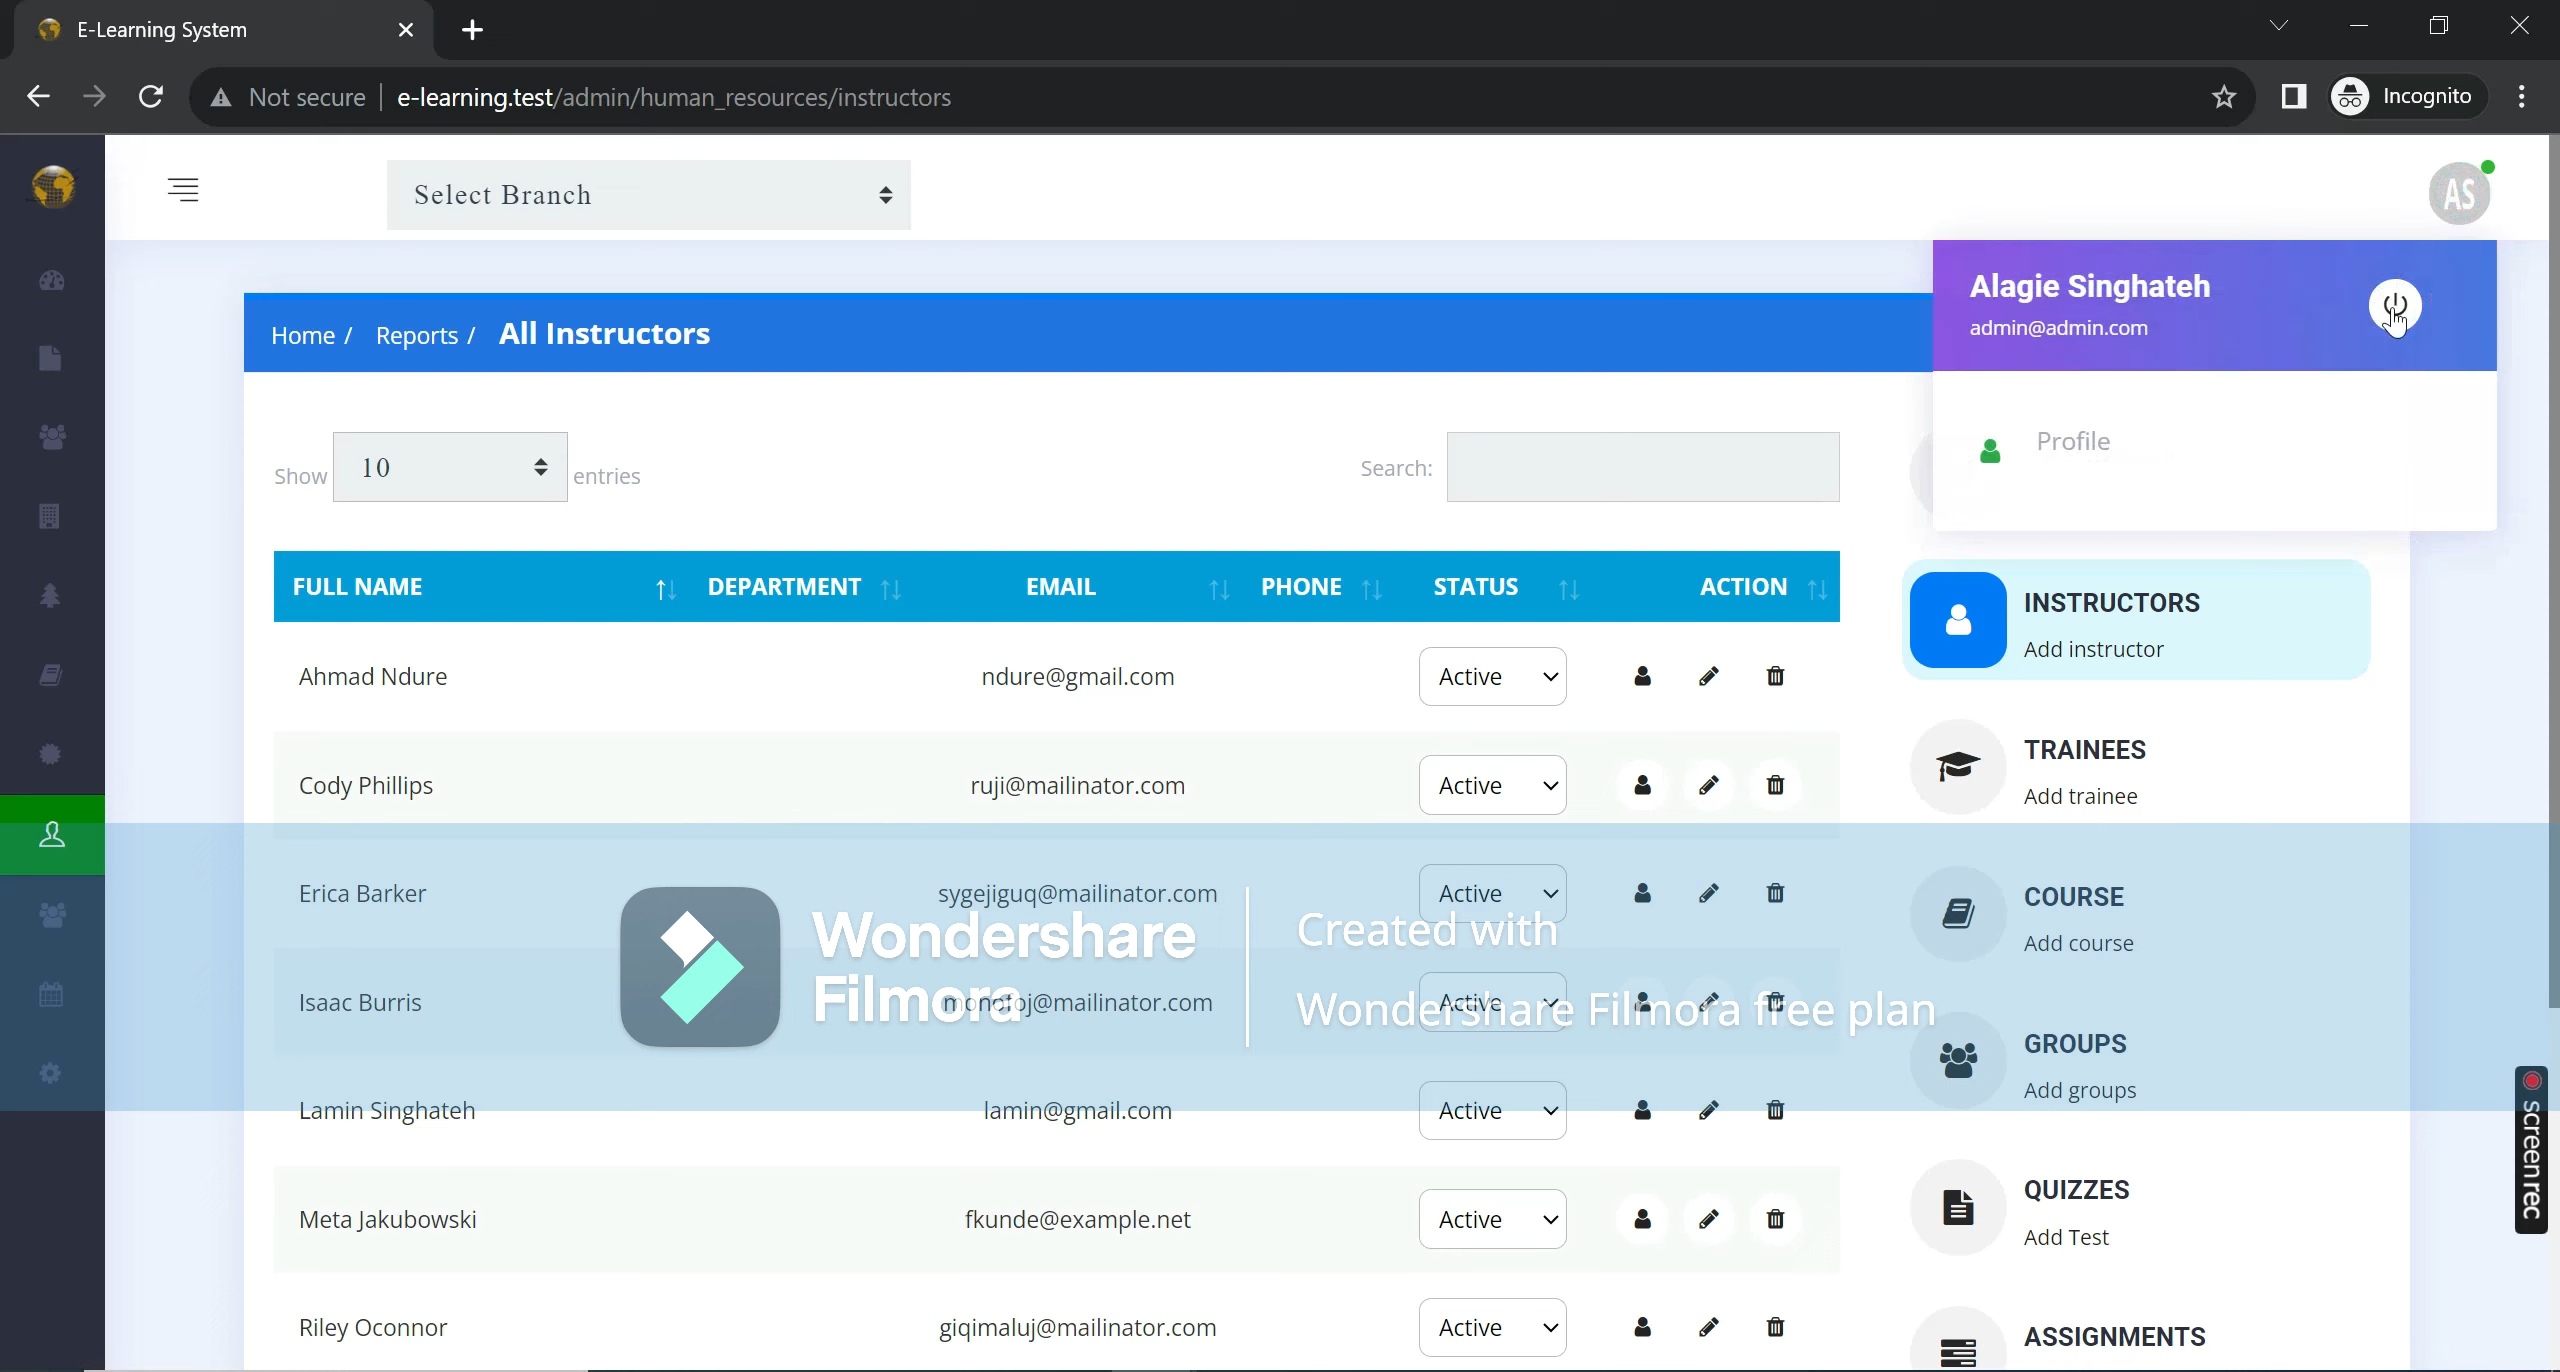 E-Learning System
Not secure
e-learning.test/admin/human_resources/instructors
Incognito
Select Branch
AS
Alagie Singhateh
admin@admin.com
Profile
Home / Reports / All Instructors
Show 10 entries
Search:
FULL NAME DEPARTMENT EMAIL PHONE STATUS ACTION
Ahmad Ndure ndure@gmail.com Active
Cody Phillips ruji@mailinator.com Active
Erica Barker sygejiguq@mailinator.com Active
Isaac Burris monofoj@mailinator.com Active
Lamin Singhateh lamin@gmail.com Active
Meta Jakubowski fkunde@example.net Active
Riley Oconnor giqimaluj@mailinator.com Active
INSTRUCTORS
Add instructor
TRAINEES
Add trainee
COURSE
Add course
GROUPS
Add groups
QUIZZES
Add Test
ASSIGNMENTS
Wondershare
Filmora
Created with
Wondershare Filmora free plan
screenrec